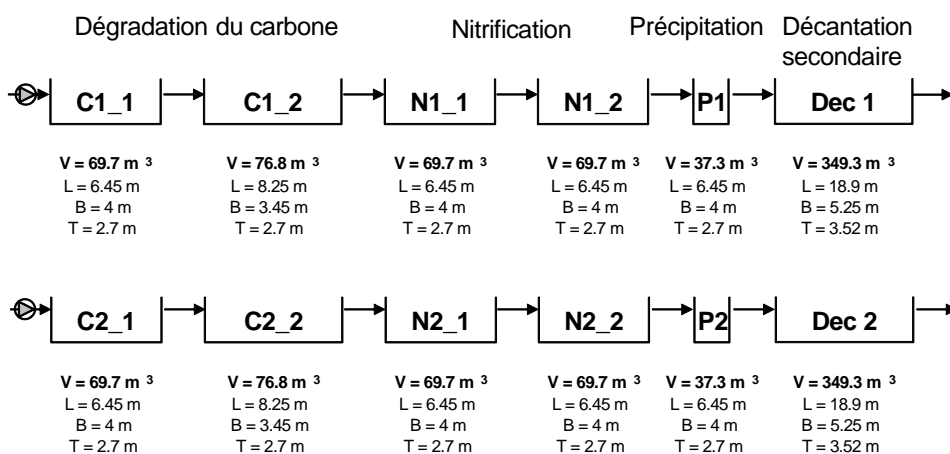 Dégradation du carbone Nitrification Précipitation Décantation
secondaire
C1_1 C1_2 N1_1 N1_2 P1 Dec 1
V = 69.7 m ³ V = 76.8 m ³ V = 69.7 m ³ V = 69.7 m ³ V = 37.3 m ³ V = 349.3 m ³
L = 6.45 m L = 8.25 m L = 6.45 m L = 6.45 m L = 6.45 m L = 18.9 m
B = 4 m B = 3.45 m B = 4 m B = 4 m B = 4 m B = 5.25 m
T = 2.7 m T = 2.7 m T = 2.7 m T = 2.7 m T = 2.7 m T = 3.52 m
C2_1 C2_2 N2_1 N2_2 P2 Dec 2
V = 69.7 m ³ V = 76.8 m ³ V = 69.7 m ³ V = 69.7 m ³ V = 37.3 m ³ V = 349.3 m ³
L = 6.45 m L = 8.25 m L = 6.45 m L = 6.45 m L = 6.45 m L = 18.9 m
B = 4 m B = 3.45 m B = 4 m B = 4 m B = 4 m B = 5.25 m
T = 2.7 m T = 2.7 m T = 2.7 m T = 2.7 m T = 2.7 m T = 3.52 m